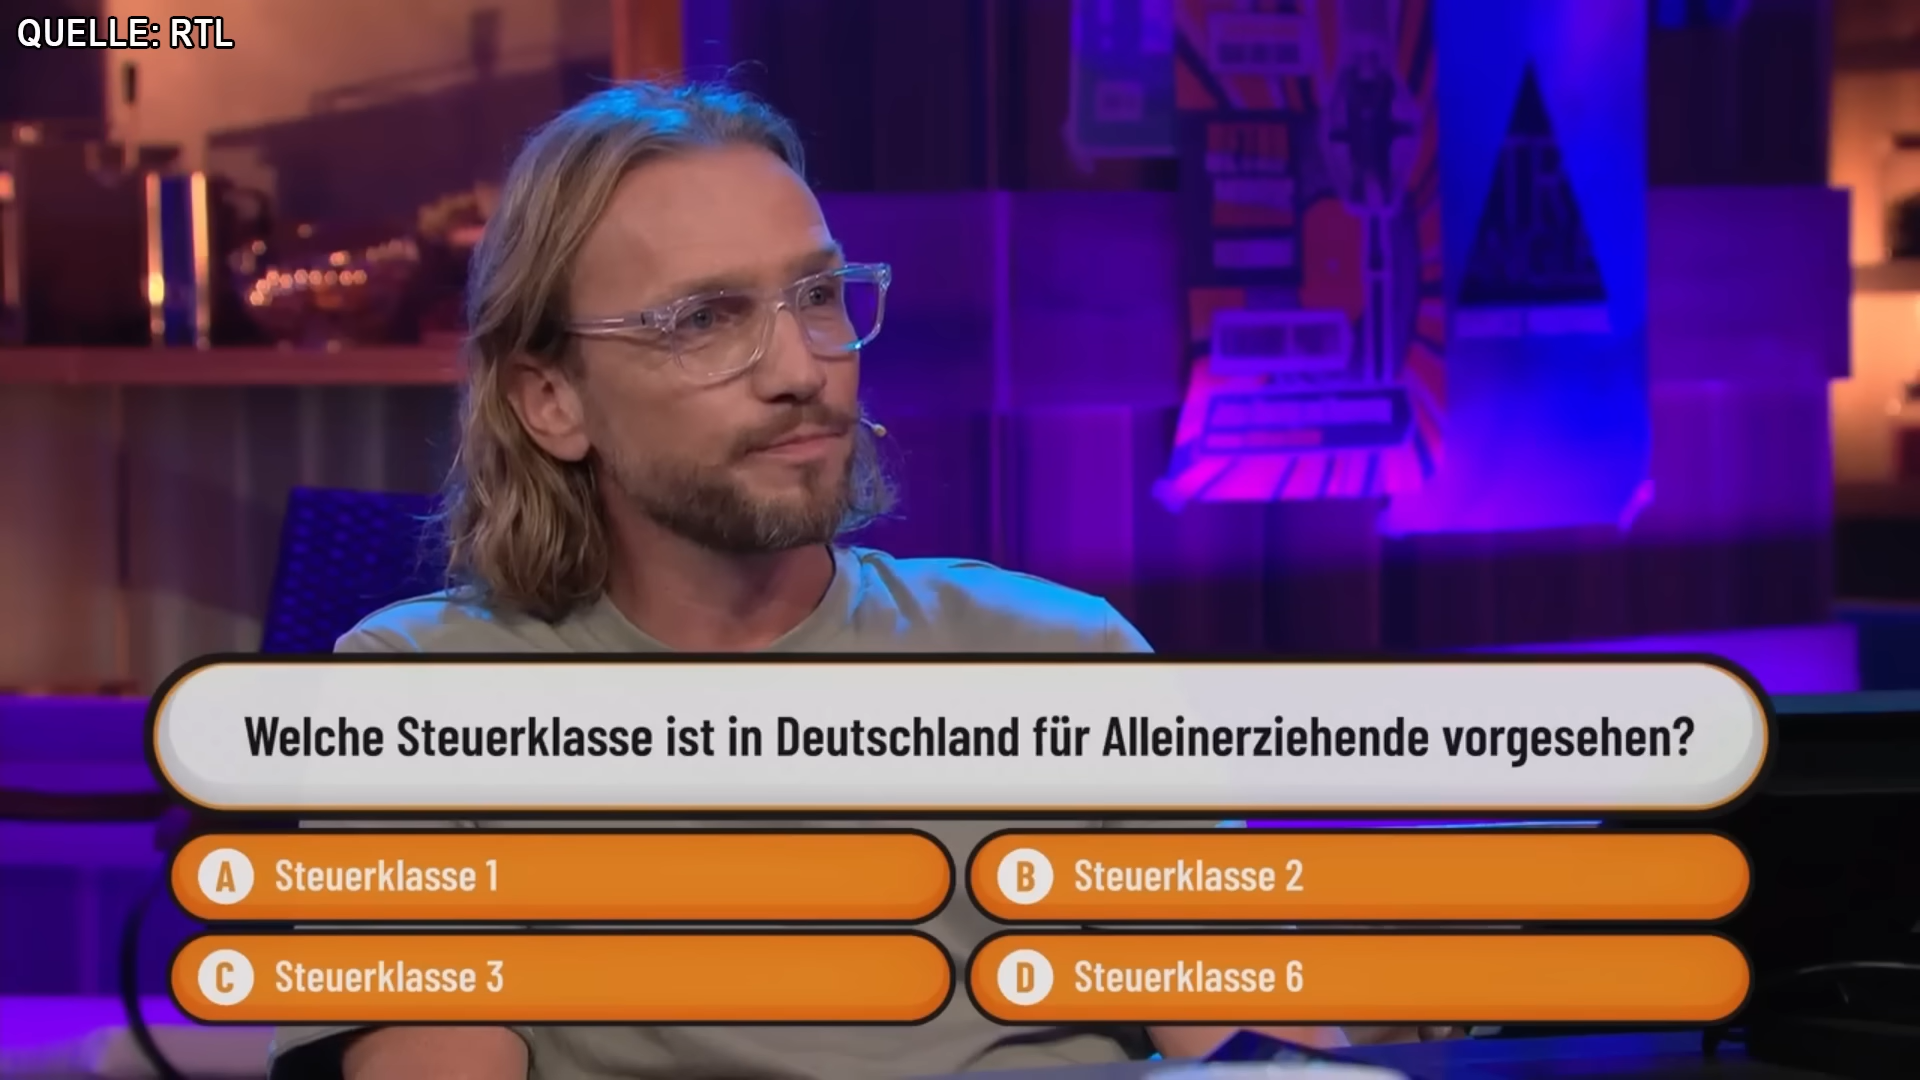 QUELLE: RTL
Welche Steuerklasse ist in Deutschland für Alleinerziehende vorgesehen?
A Steuerklasse 1
B Steuerklasse 2
C Steuerklasse 3
D Steuerklasse 6